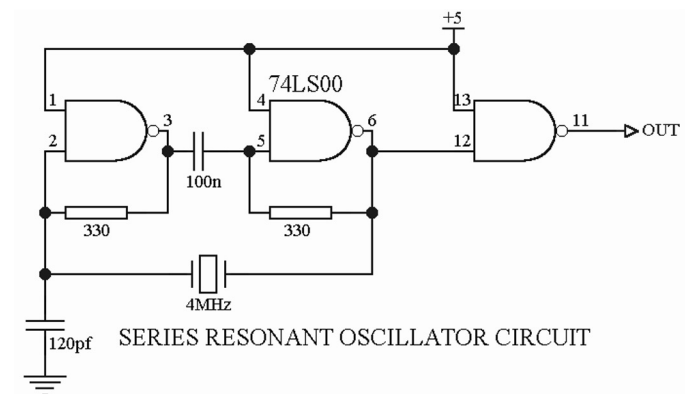 +5
74LS00
1
3
4
6
13
11
OUT
2
5
12
100n
330
330
4MHz
120pf
SERIES RESONANT OSCILLATOR CIRCUIT